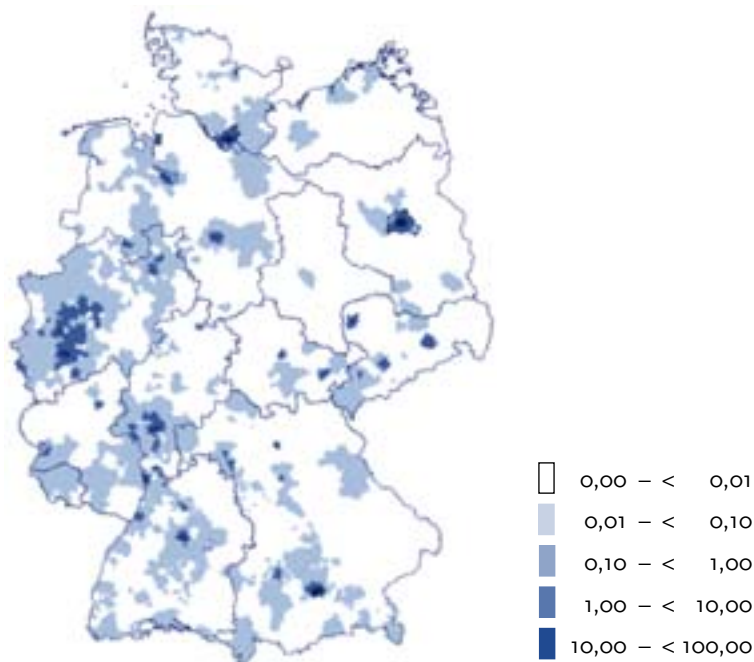 0,00 – < 0,01
0,01 – < 0,10
0,10 – < 1,00
1,00 – < 10,00
10,00 – < 100,00